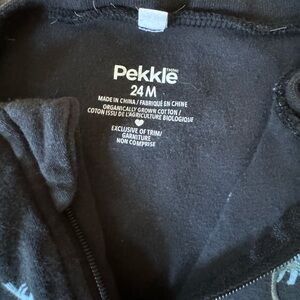 Pekkle
24 M
MADE IN CHINA / FABRIQUÉ EN CHINE
ORGANICALLY GROWN COTTON /
COTON ISSU DE L'AGRICULTURE BIOLOGIQUE
EXCLUSIVE OF TRIM/
GARNITURE
NON COMPRISE